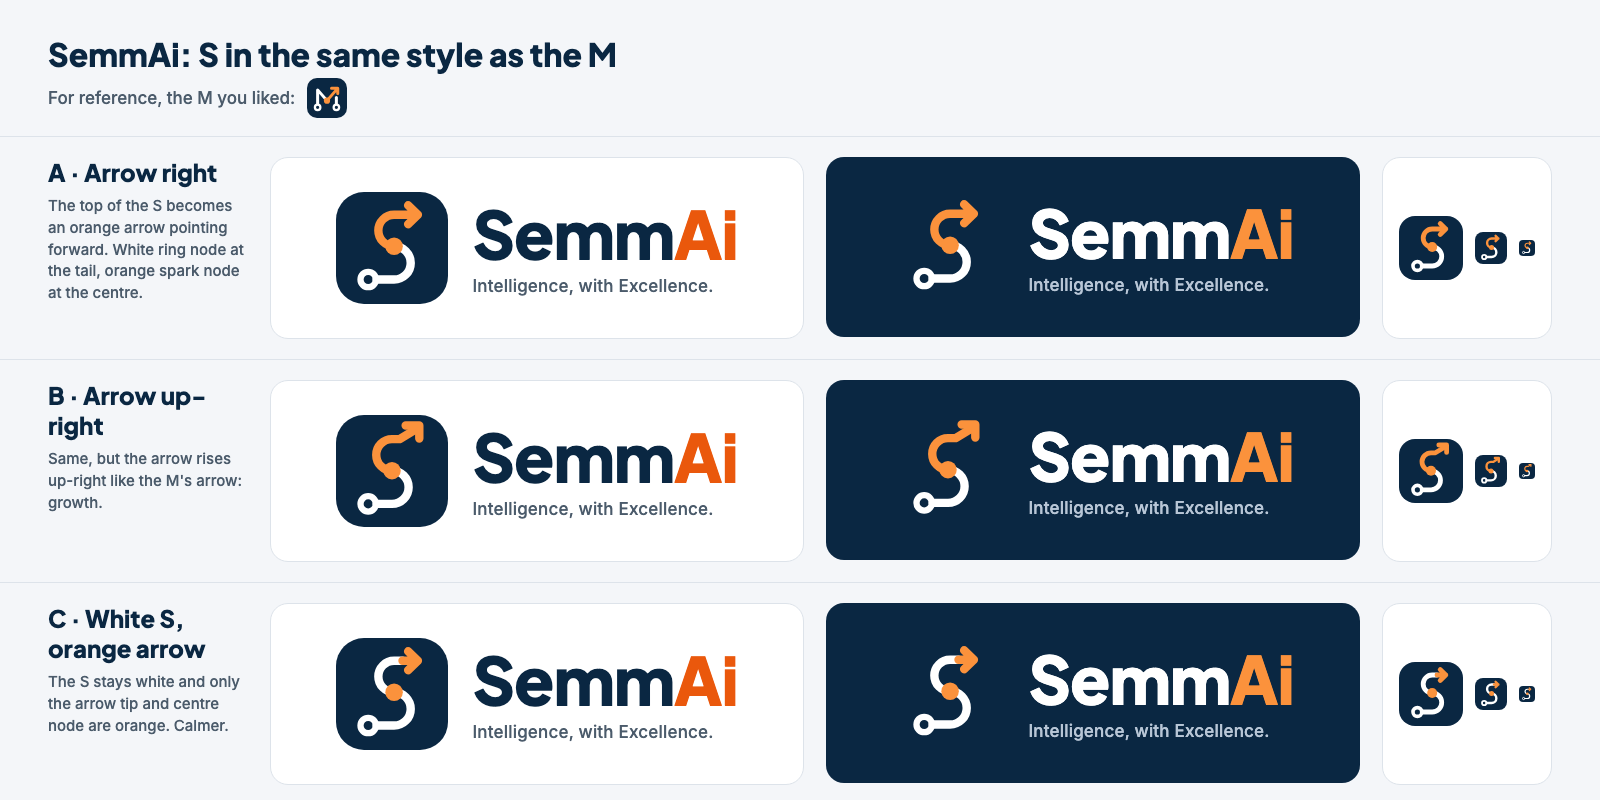 SemmAi: S in the same style as the M
For reference, the M you liked:
A · Arrow right
The top of the S becomes
an orange arrow pointing
forward. White ring node at
the tail, orange spark node
at the centre.
SemmAi
Intelligence, with Excellence.
SemmAi
Intelligence, with Excellence.
B · Arrow up-
right
Same, but the arrow rises
up-right like the M's arrow:
growth.
SemmAi
Intelligence, with Excellence.
SemmAi
Intelligence, with Excellence.
C · White S,
orange arrow
The S stays white and only
the arrow tip and centre
node are orange. Calmer.
SemmAi
Intelligence, with Excellence.
SemmAi
Intelligence, with Excellence.